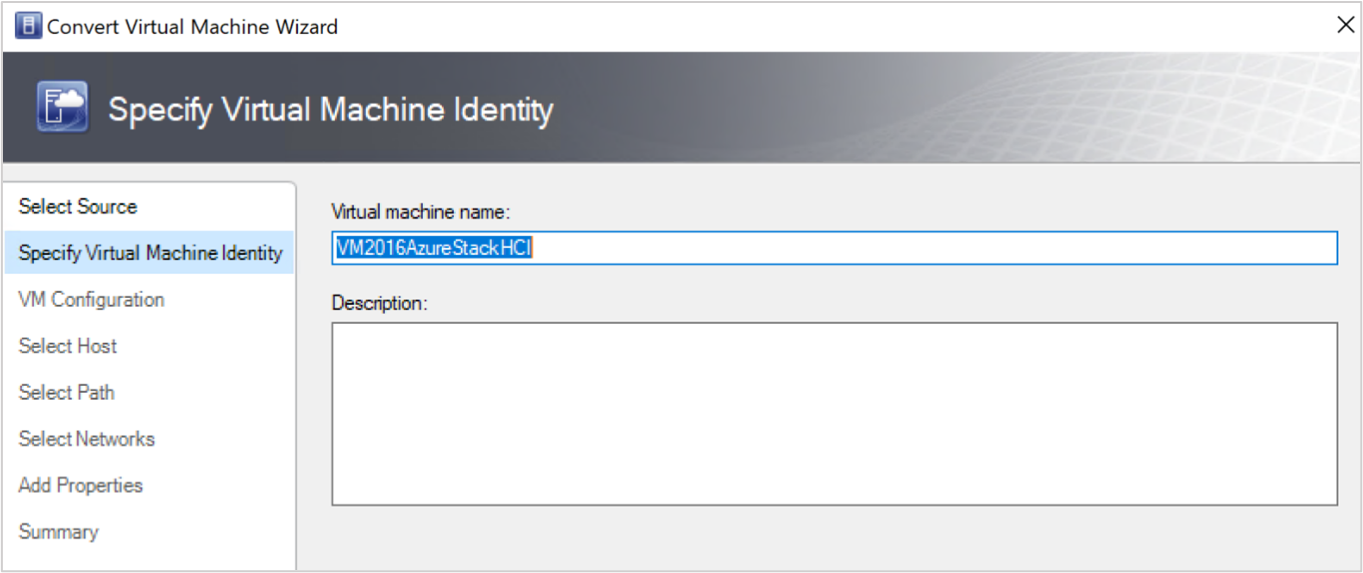 Convert Virtual Machine Wizard
Specify Virtual Machine Identity
Select Source
Specify Virtual Machine Identity
VM Configuration
Select Host
Select Path
Select Networks
Add Properties
Summary
Virtual machine name:
VM2016AzureStackHCI
Description: